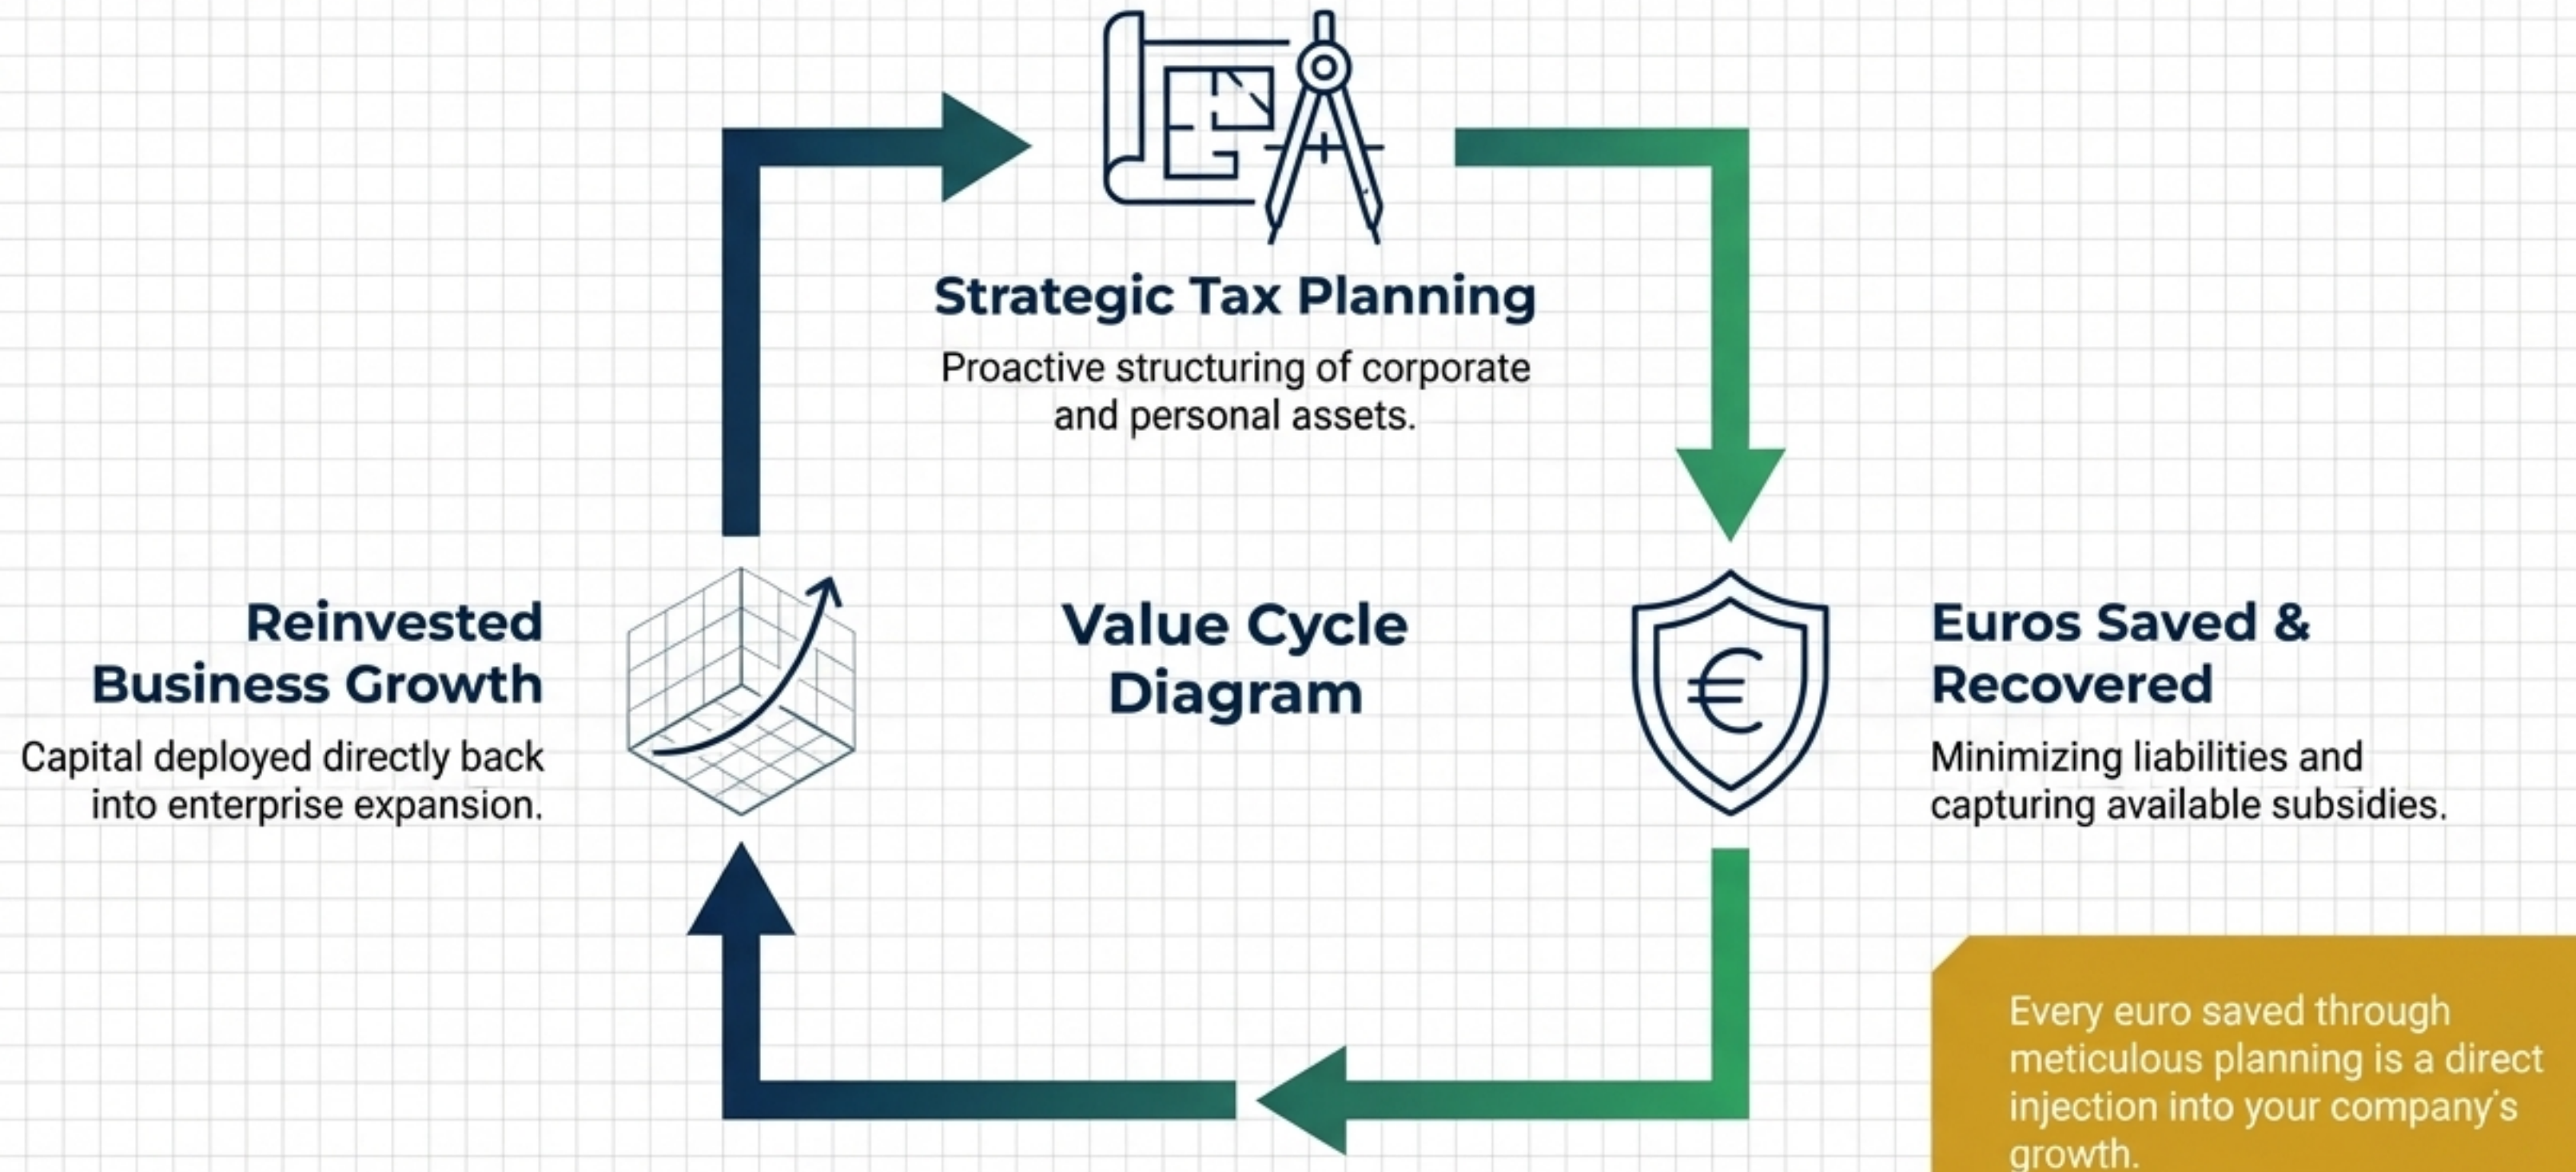 Strategic Tax Planning
Proactive structuring of corporate
and personal assets.
Reinvested
Business Growth
Capital deployed directly back
into enterprise expansion.
Value Cycle
Diagram
€
Euros Saved &
Recovered
Minimizing liabilities and
capturing available subsidies.
Every euro saved through
meticulous planning is a direct
injection into your company's
growth.